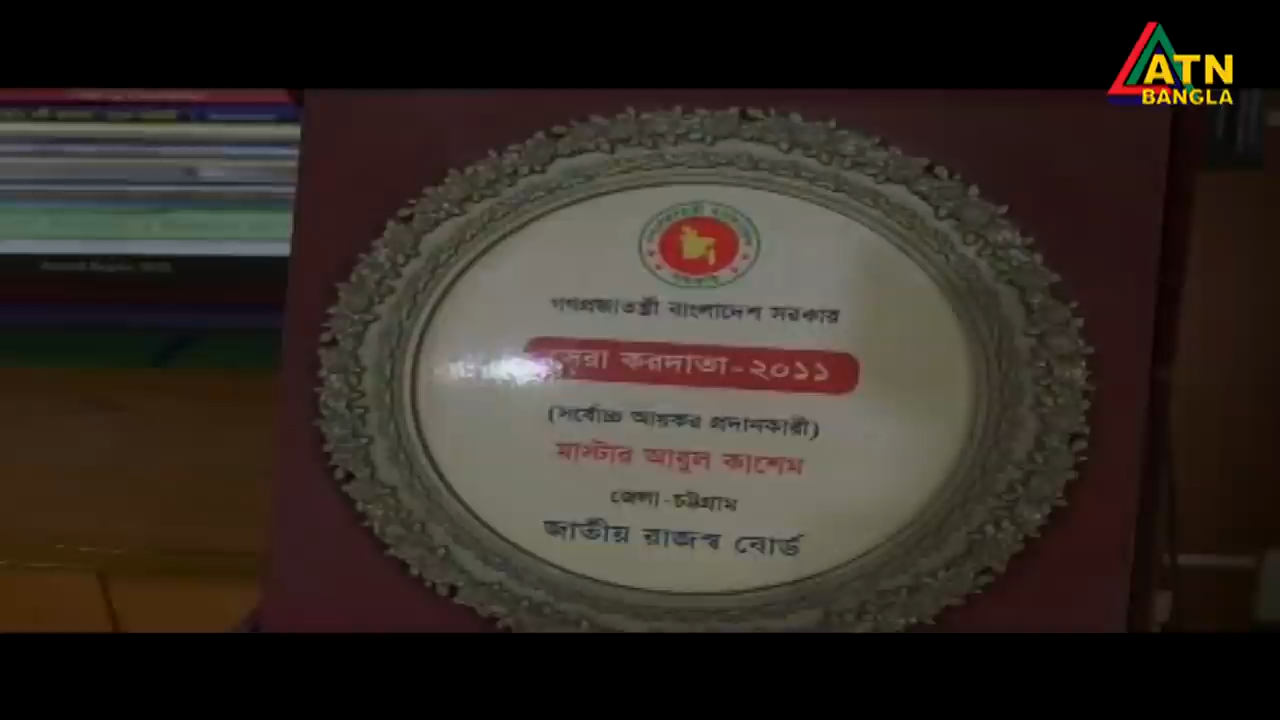 ATN
BANGLA
গণপ্রজাতন্ত্রী বাংলাদেশ সরকার
সেরা করদাতা-২০১১
(সর্বোচ্চ আয়কর প্রদানকারী)
মাস্টার আবুল কাশেম
জেলা-চট্টগ্রাম
জাতীয় রাজস্ব বোর্ড